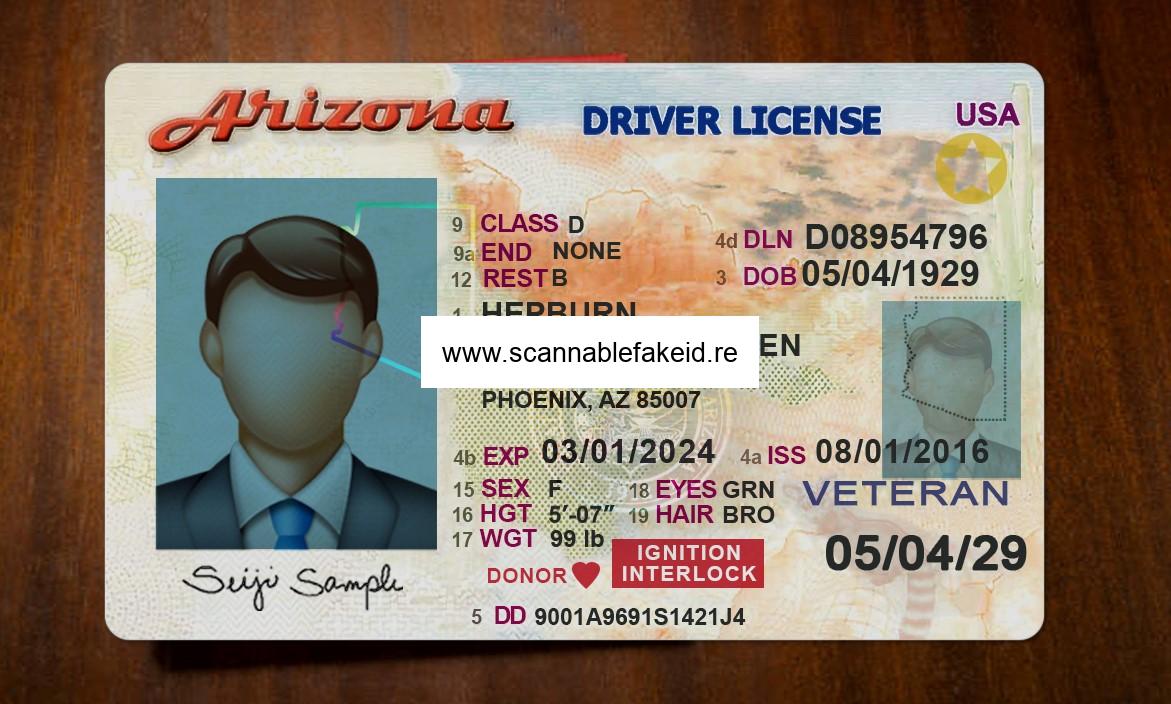 Arizona
DRIVER LICENSE
USA
9 CLASS D
9a END NONE
12 REST B
4d DLN D08954796
3 DOB 05/04/1929
1 HEPBURN
EN
www.scannablefakeid.re
PHOENIX, AZ 85007
4b EXP 03/01/2024 4a ISS 08/01/2016
15 SEX F 18 EYES GRN
16 HGT 5'-07" 19 HAIR BRO
17 WGT 99 lb
VETERAN
05/04/29
DONOR
IGNITION
INTERLOCK
Seiji Sample
5 DD 9001A9691S1421J4